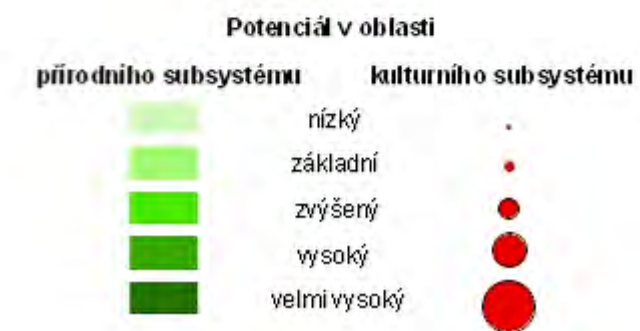 Potenciál v oblasti
přírodního subsystému kulturního subsystému
nízký
základní
zvýšený
vysoký
velmi vysoký